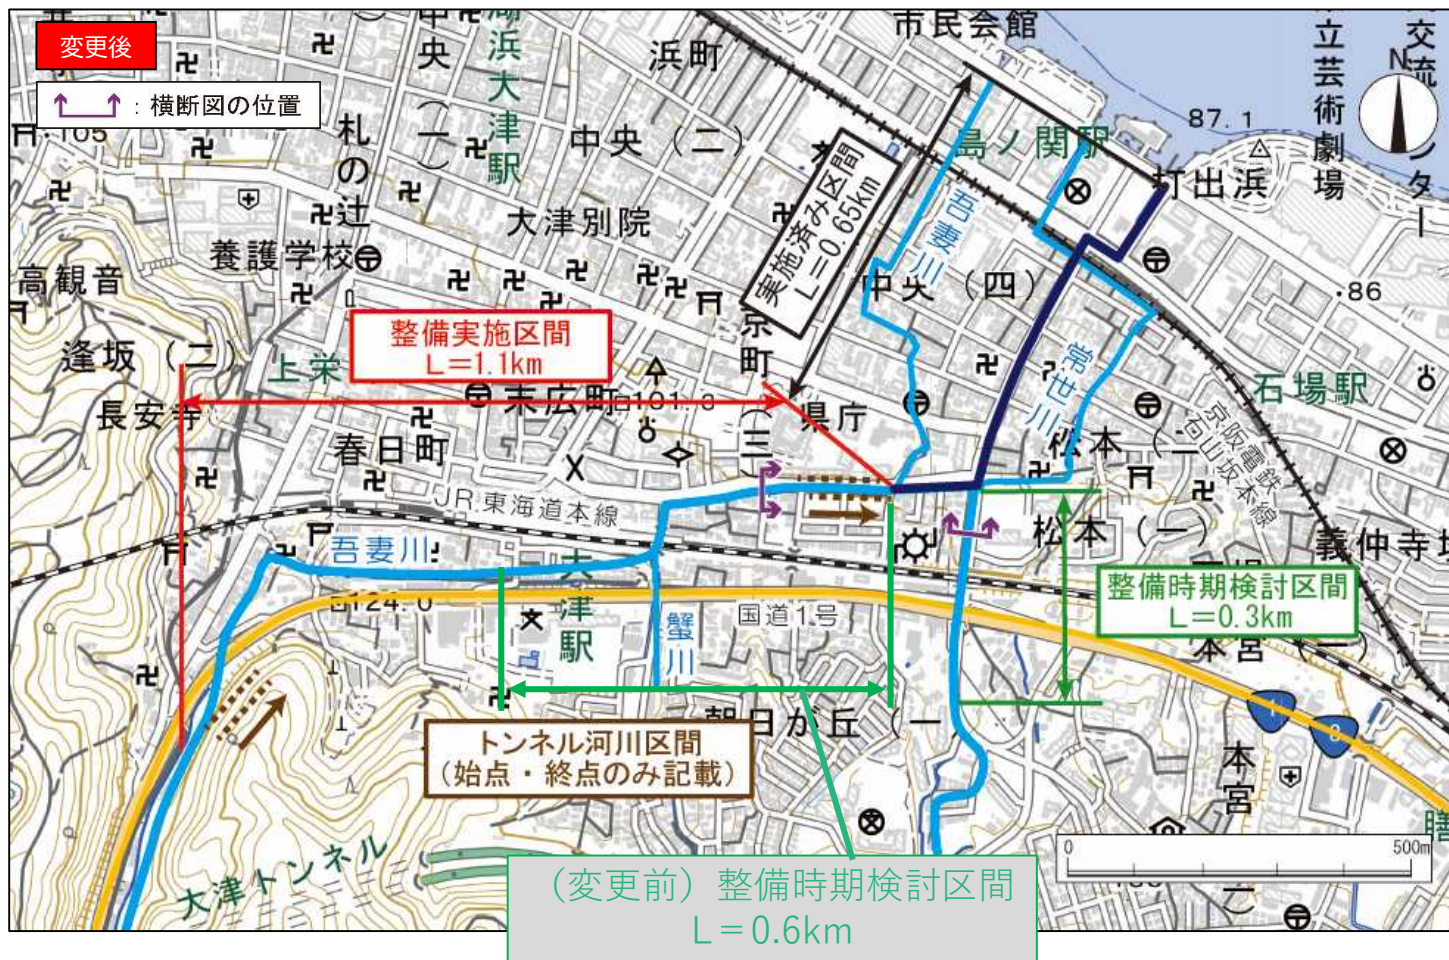 変更後
：横断図の位置
市民会館
立芸術劇場
交流
ンター
N
浜町
中央（一）
湖浜大津駅
中央（二）
札の辻
105
大津別院
養護学校
高観音
島ノ関駅
打出浜
87.1
吾妻川
実施済み区間
L＝0.65km
中央（四）
86
京町
（三）
整備実施区間
L＝1.1km
逢坂（二）
上栄
長安寺
末広町
101.3
春日町
県庁
常世川
石場駅
京阪電鉄
石山坂本線
松本（二）
JR東海道本線
吾妻川
松本（一）
義仲寺
大津駅
124.0
蟹川
国道1号
整備時期検討区間
L＝0.3km
本宮（一）
トンネル河川区間
（始点・終点のみ記載）
朝日が丘（一
1
本宮
大津トンネル
0
500m
（変更前）整備時期検討区間
L＝0.6km